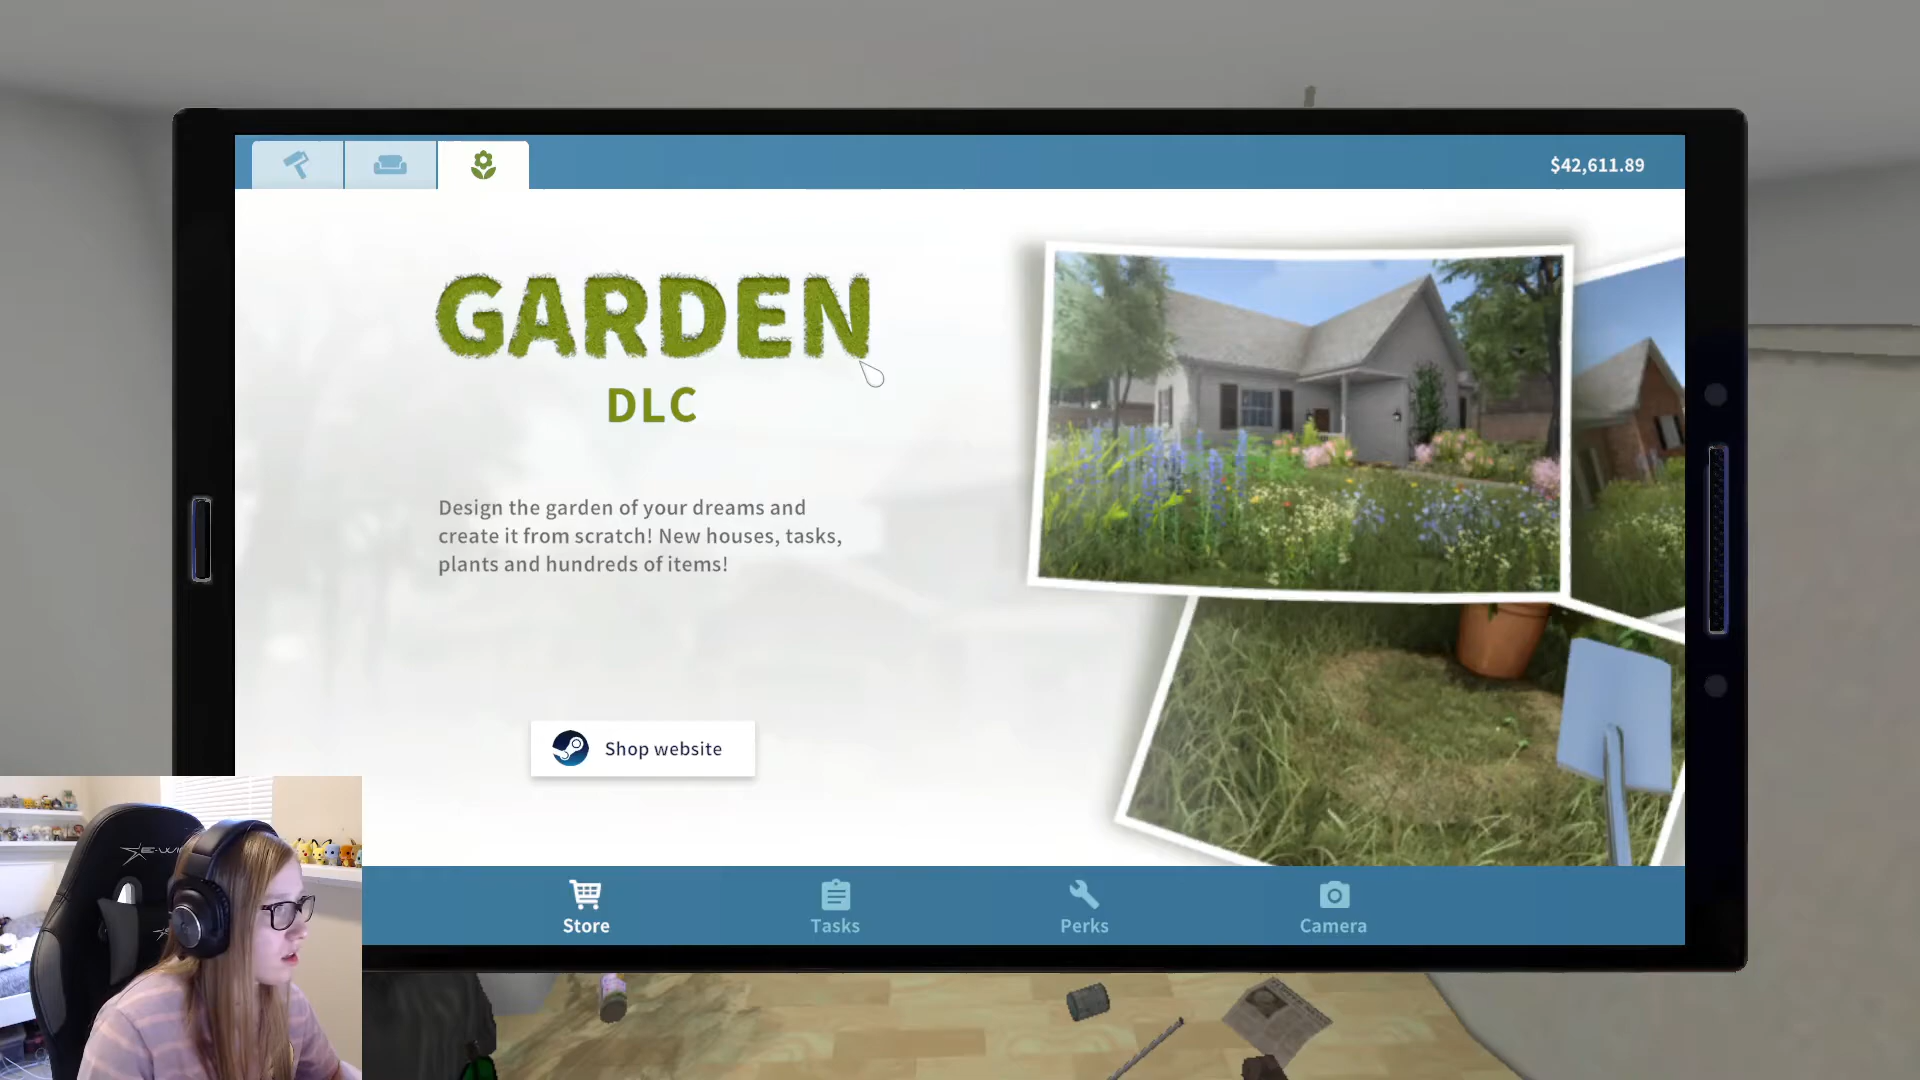 $42,611.89
GARDEN
DLC
Design the garden of your dreams and
create it from scratch! New houses, tasks,
plants and hundreds of items!
Shop website
Store
Tasks
Perks
Camera